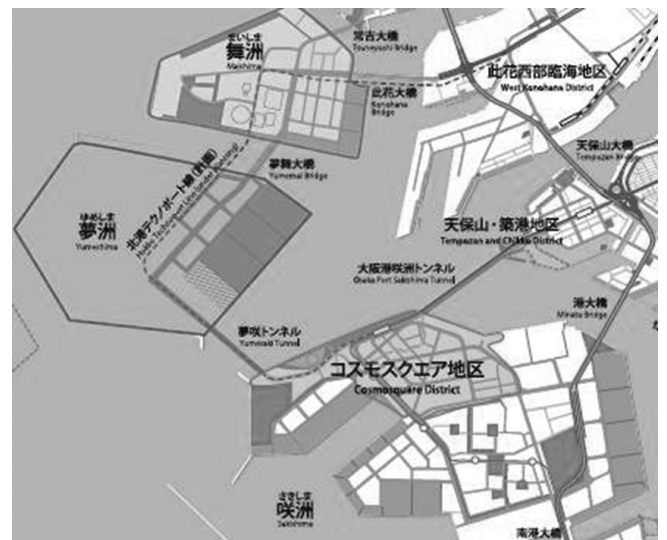 常吉大橋
Tsuneyoshi Bridge
まいしま
舞洲
Maishima
此花西部臨海地区
West Konohana District
此花大橋
Konohana
Bridge
天保山大橋
Tempozan Bridge
夢舞大橋
Yumemai Bridge
北港テクノポート線(計画)
ゆめしま
夢洲
Yumeshima
天保山・築港地区
Tempozan and Chikko District
大阪港咲洲トンネル
Osaka Port Sakishima Tunnel
港大橋
Minato Bridge
夢咲トンネル
Yumesaki Tunnel
コスモスクエア地区
Cosmosquare District
さきしま
咲洲
Sakishima
南港大橋